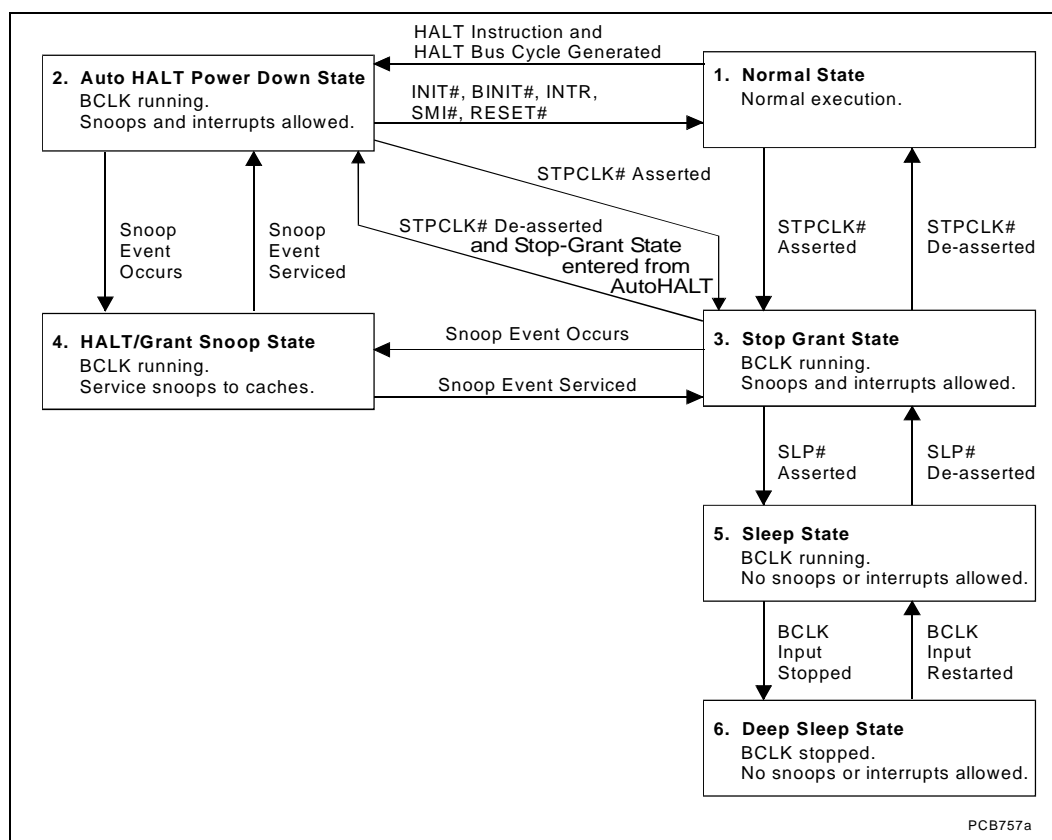 HALT Instruction and
HALT Bus Cycle Generated
2. Auto HALT Power Down State
BCLK running.
Snoops and interrupts allowed.
INIT#, BINIT#, INTR,
SMI#, RESET#
1. Normal State
Normal execution.
STPCLK# Asserted
STPCLK# De-asserted
and Stop-Grant State
entered from
AutoHALT
Snoop
Event
Occurs
Snoop
Event
Serviced
STPCLK#
Asserted
STPCLK#
De-asserted
4. HALT/Grant Snoop State
BCLK running.
Service snoops to caches.
Snoop Event Occurs
Snoop Event Serviced
3. Stop Grant State
BCLK running.
Snoops and interrupts allowed.
SLP#
Asserted
SLP#
De-asserted
5. Sleep State
BCLK running.
No snoops or interrupts allowed.
BCLK
Input
Stopped
BCLK
Input
Restarted
6. Deep Sleep State
BCLK stopped.
No snoops or interrupts allowed.
PCB757a